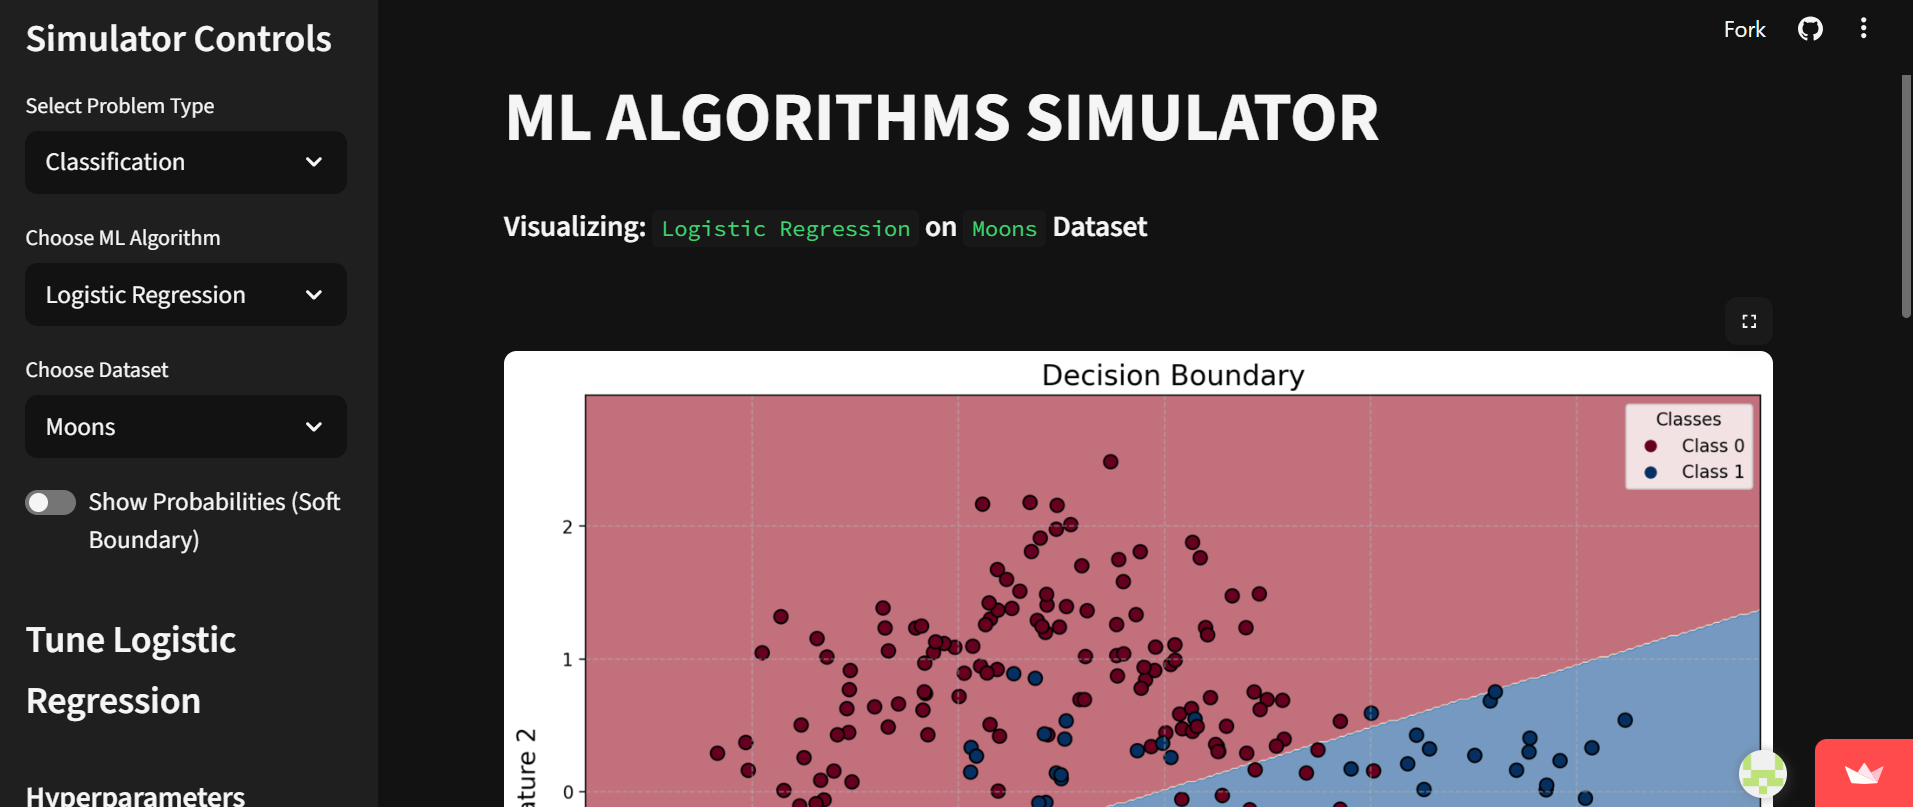 Simulator Controls
Select Problem Type
Classification
Choose ML Algorithm
Logistic Regression
Choose Dataset
Moons
Show Probabilities (Soft
Boundary)
Tune Logistic
Regression
Hyperparameters
Fork
ML ALGORITHMS SIMULATOR
Visualizing: Logistic Regression on Moons Dataset
Decision Boundary
Classes
Class 0
Class 1
2
1
0
ature 2